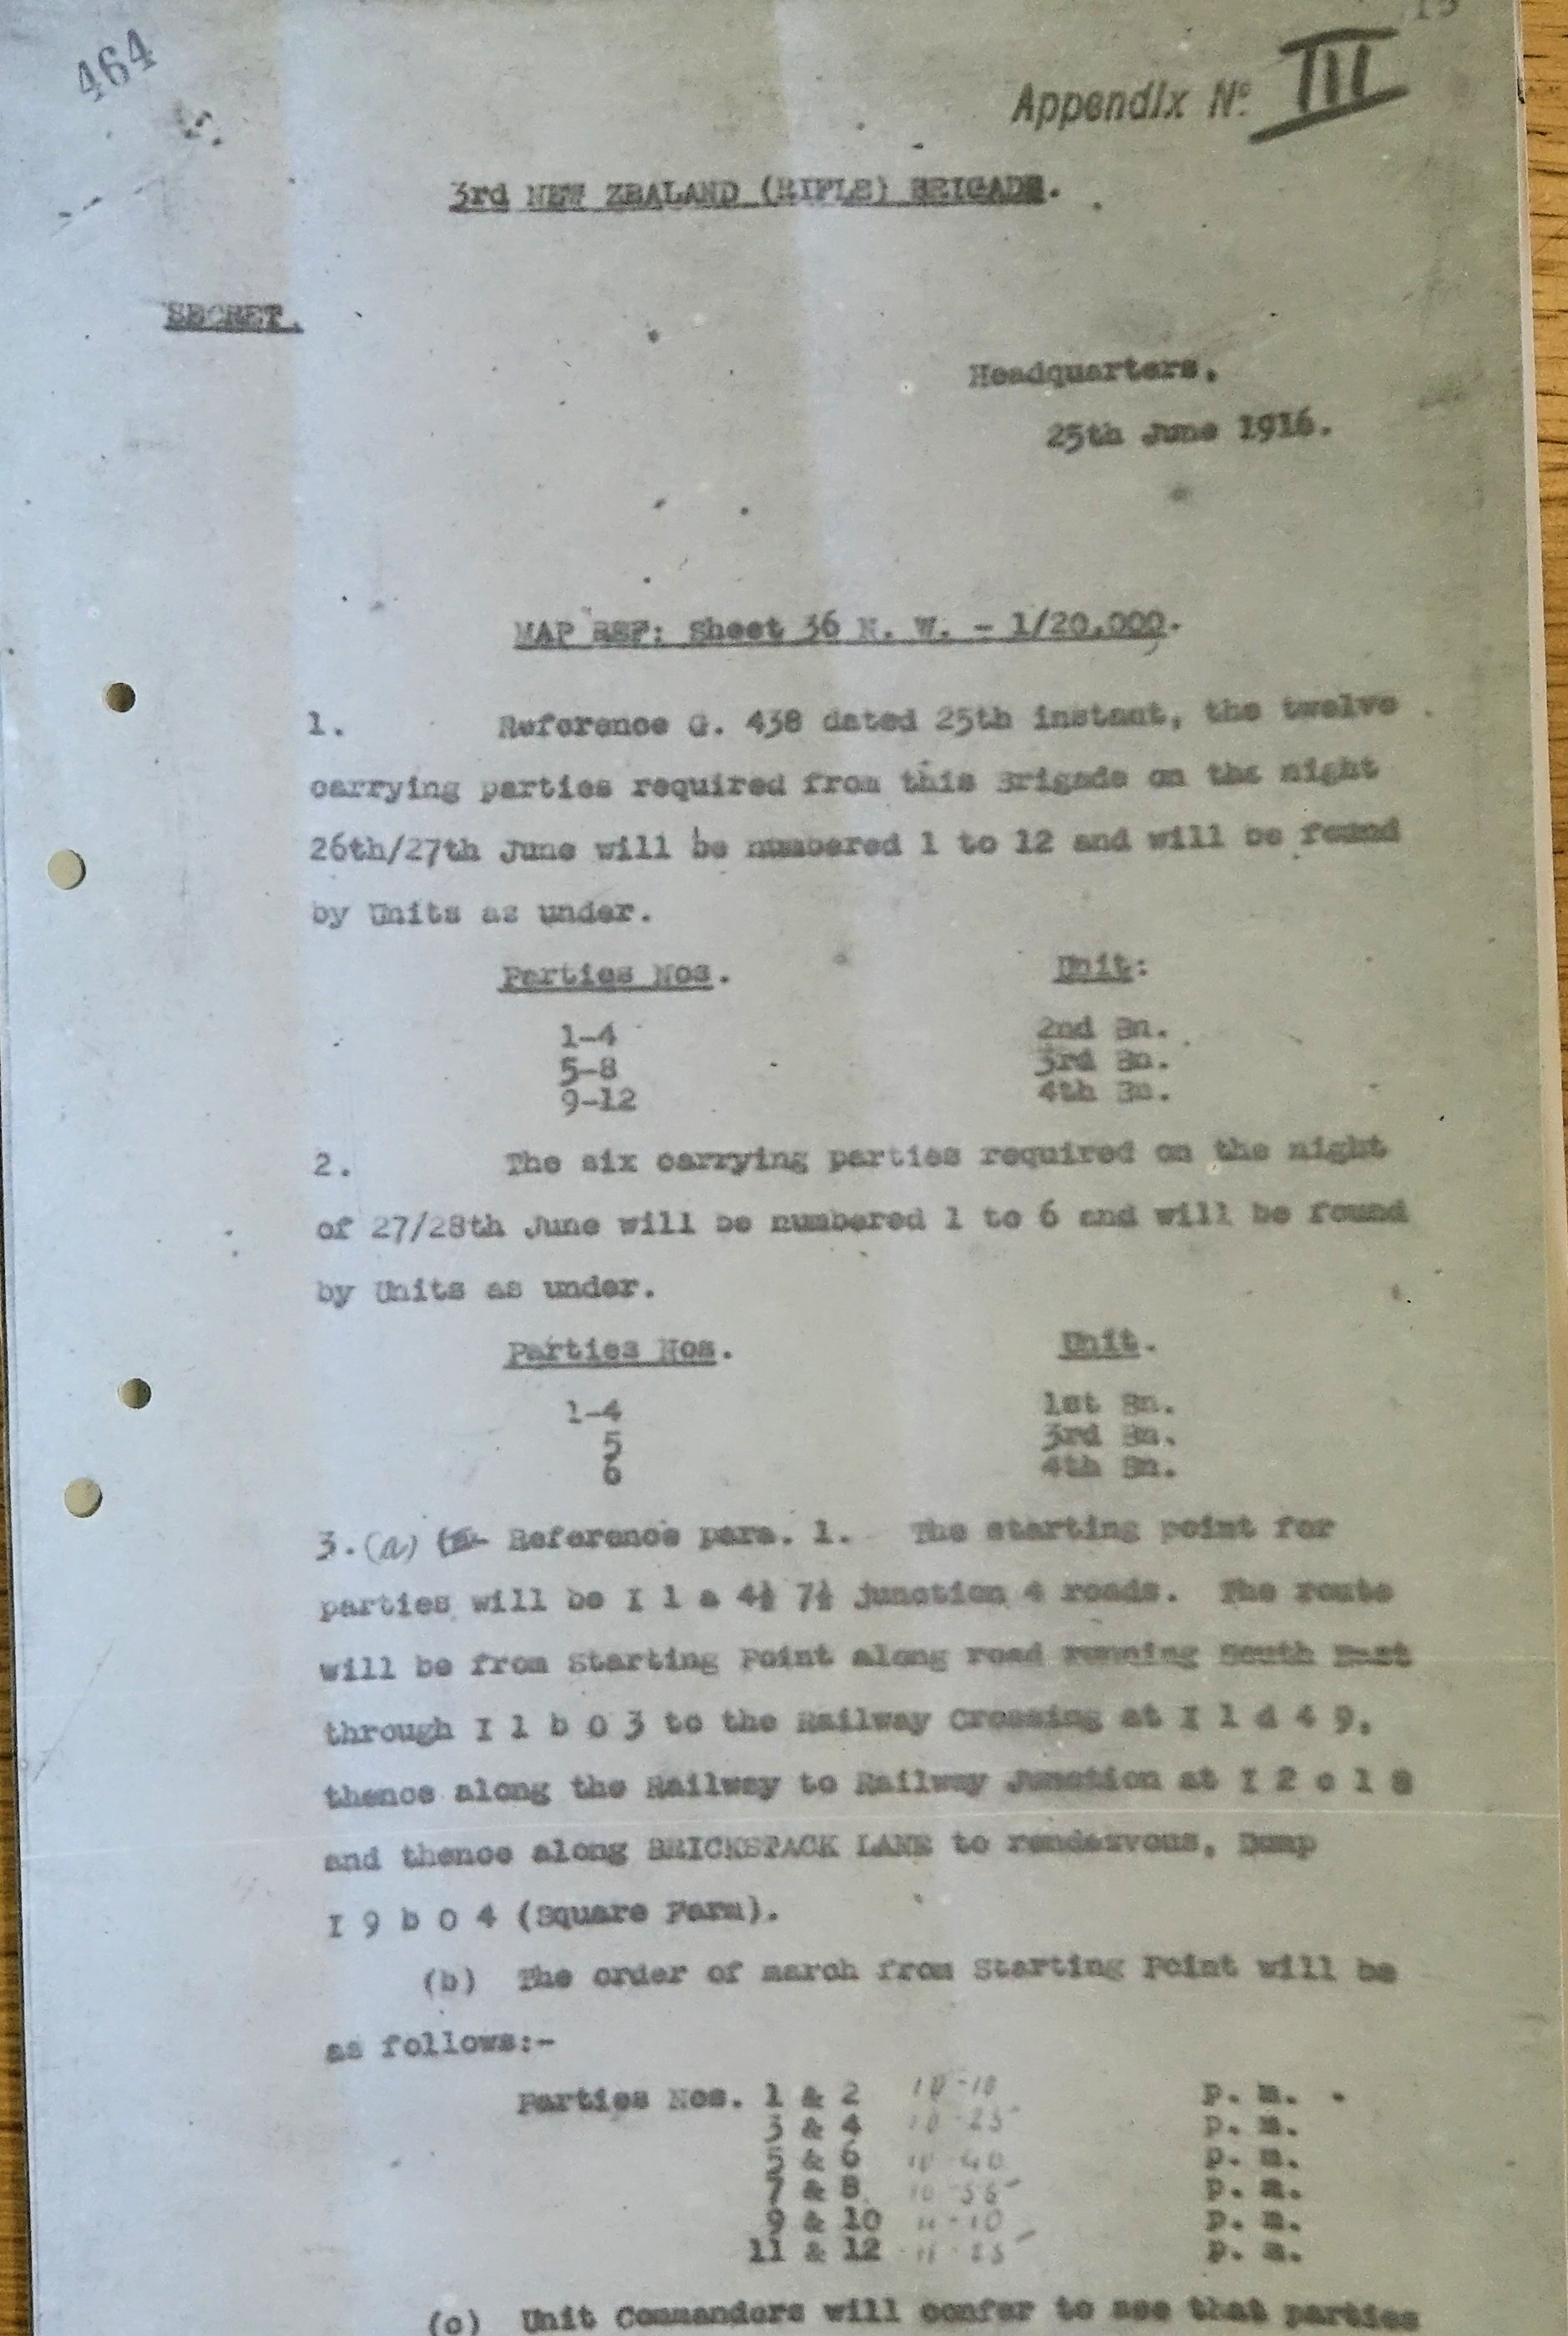 464
Appendix Nº III
3rd NEW ZEALAND (RIFLE) BRIGADE.
SECRET.
Headquarters.
25th June 1916.
MAP REF: Sheet 36 N. W. - 1/20,000.
1. Reference G. 438 dated 25th instant, the twelve
carrying parties required from this Brigade on the night
26th/27th June will be numbered 1 to 12 and will be found
by Units as under.
Parties Nos. Unit:
1-4 2nd Bn.
5-8 3rd Bn.
9-12 4th Bn.
2. The six carrying parties required on the night
of 27/28th June will be numbered 1 to 6 and will be found
by Units as under.
Parties Nos. Unit.
1-4 1st Bn.
5 3rd Bn.
6 4th Bn.
3. (a) Reference para. 1. The starting point for
parties will be I 1 a 4½ 7½ junction 4 roads. The route
will be from Starting Point along road running South East
through I 1 b 0 3 to the Railway Crossing at I 1 d 4 9,
thence along the Railway to Railway Junction at I 2 c 1 8
and thence along BRICKSTACK LANE to rendezvous, Dump
I 9 b 0 4 (Square Farm).
(b) The order of march from Starting Point will be
as follows:-
Parties Nos. 1 & 2 10-10 p. m.
3 & 4 10-25 p. m.
5 & 6 10-40 p. m.
7 & 8 10-55 p. m.
9 & 10 11-10 p. m.
11 & 12 11-25 p. m.
(c) Unit Commanders will confer to see that parties